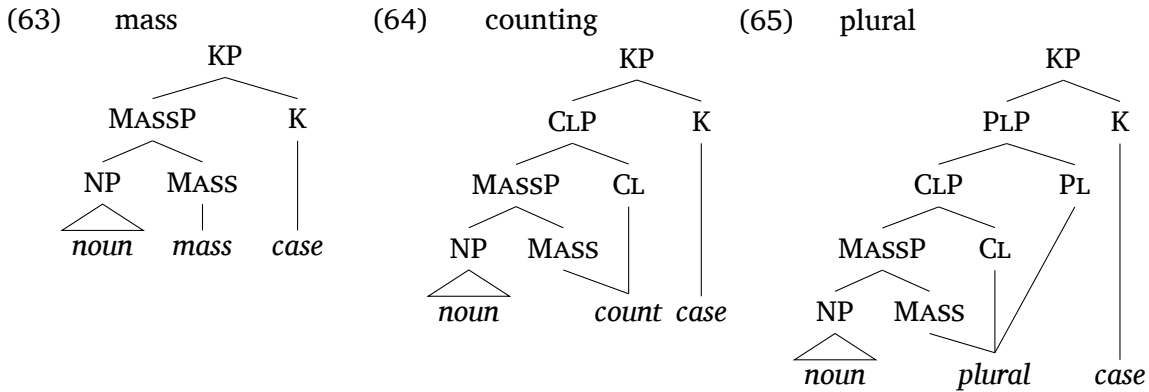 (63) mass (64) counting (65) plural
KP KP KP
MASSP K CLP K PLP K
NP MASS MASSP CL CLP PL
noun mass case NP MASS MASSP CL
noun count case NP MASS
noun plural case